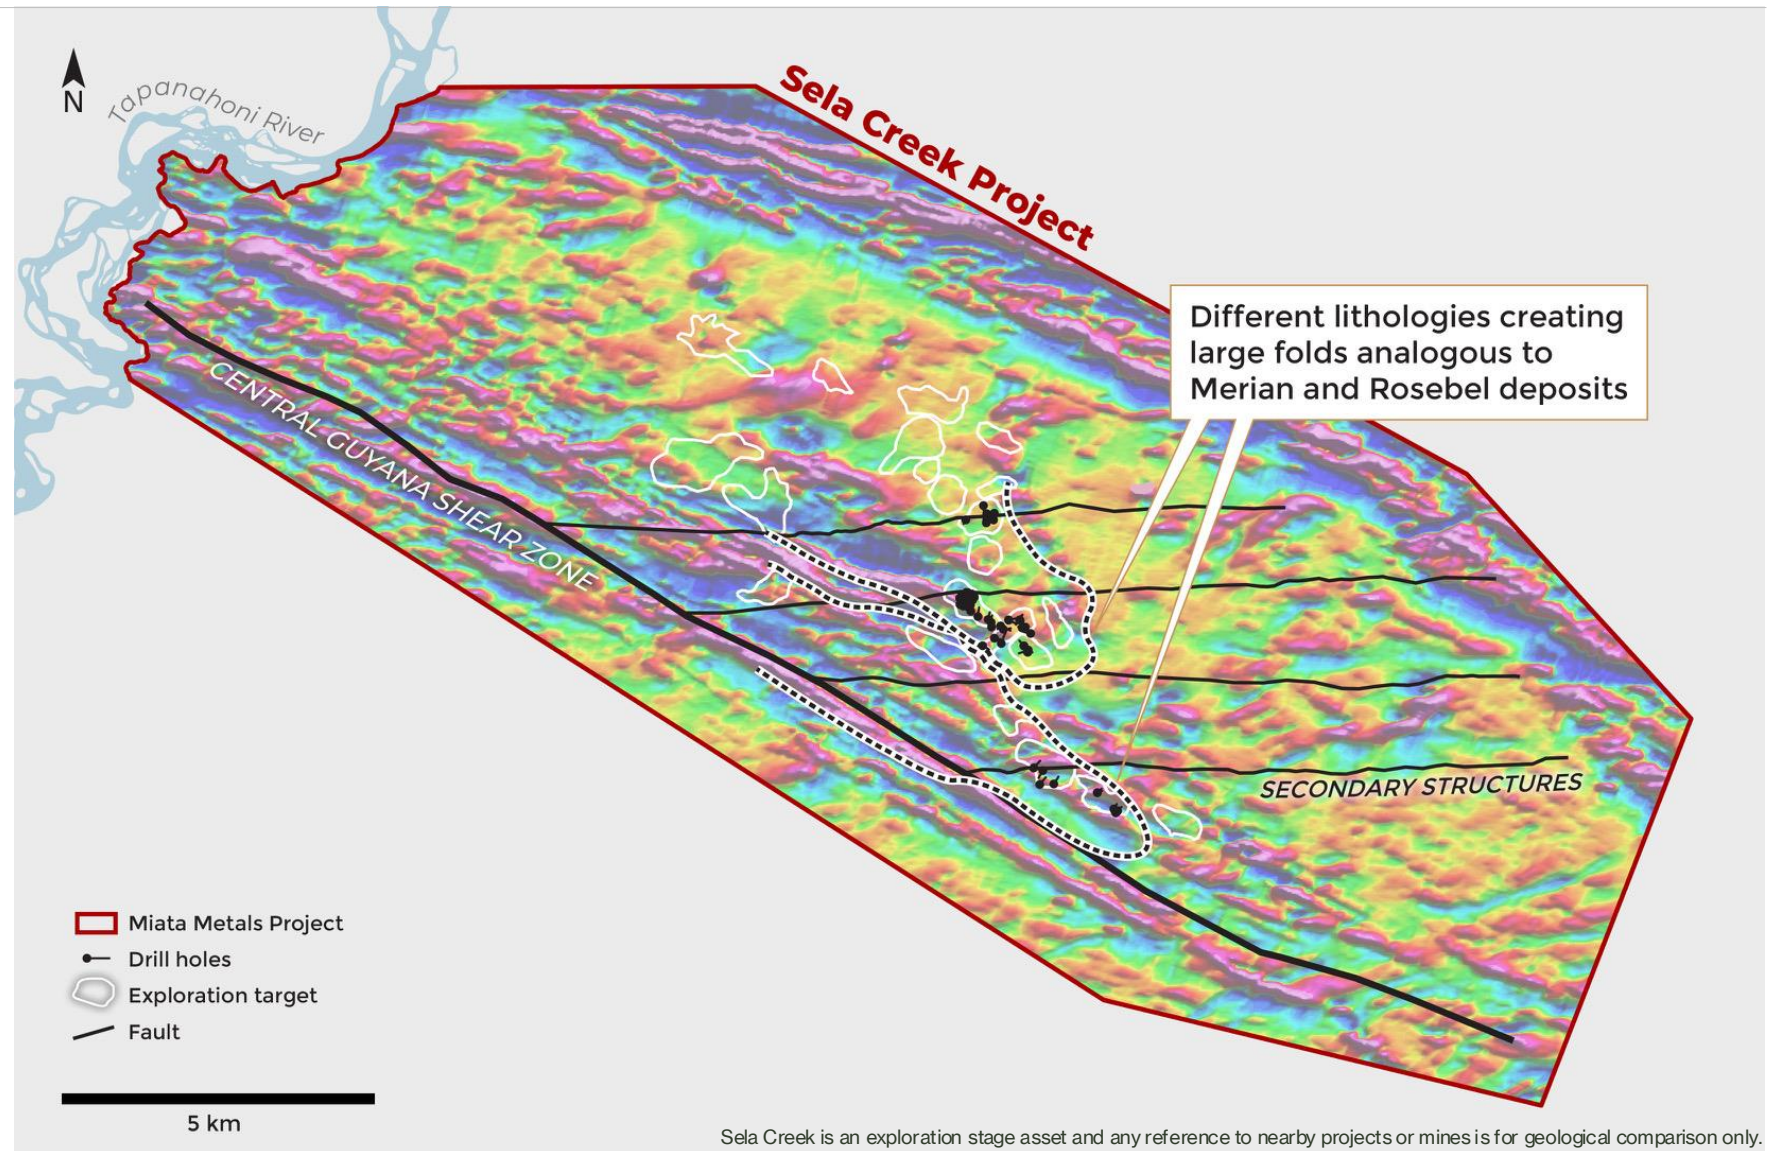 N
Tapanahoni River
Sela Creek Project
Different lithologies creating
large folds analogous to
Merian and Rosebel deposits
CENTRAL GUYANA SHEAR ZONE
SECONDARY STRUCTURES
Miata Metals Project
Drill holes
Exploration target
Fault
5 km
Sela Creek is an exploration stage asset and any reference to nearby projects or mines is for geological comparison only.